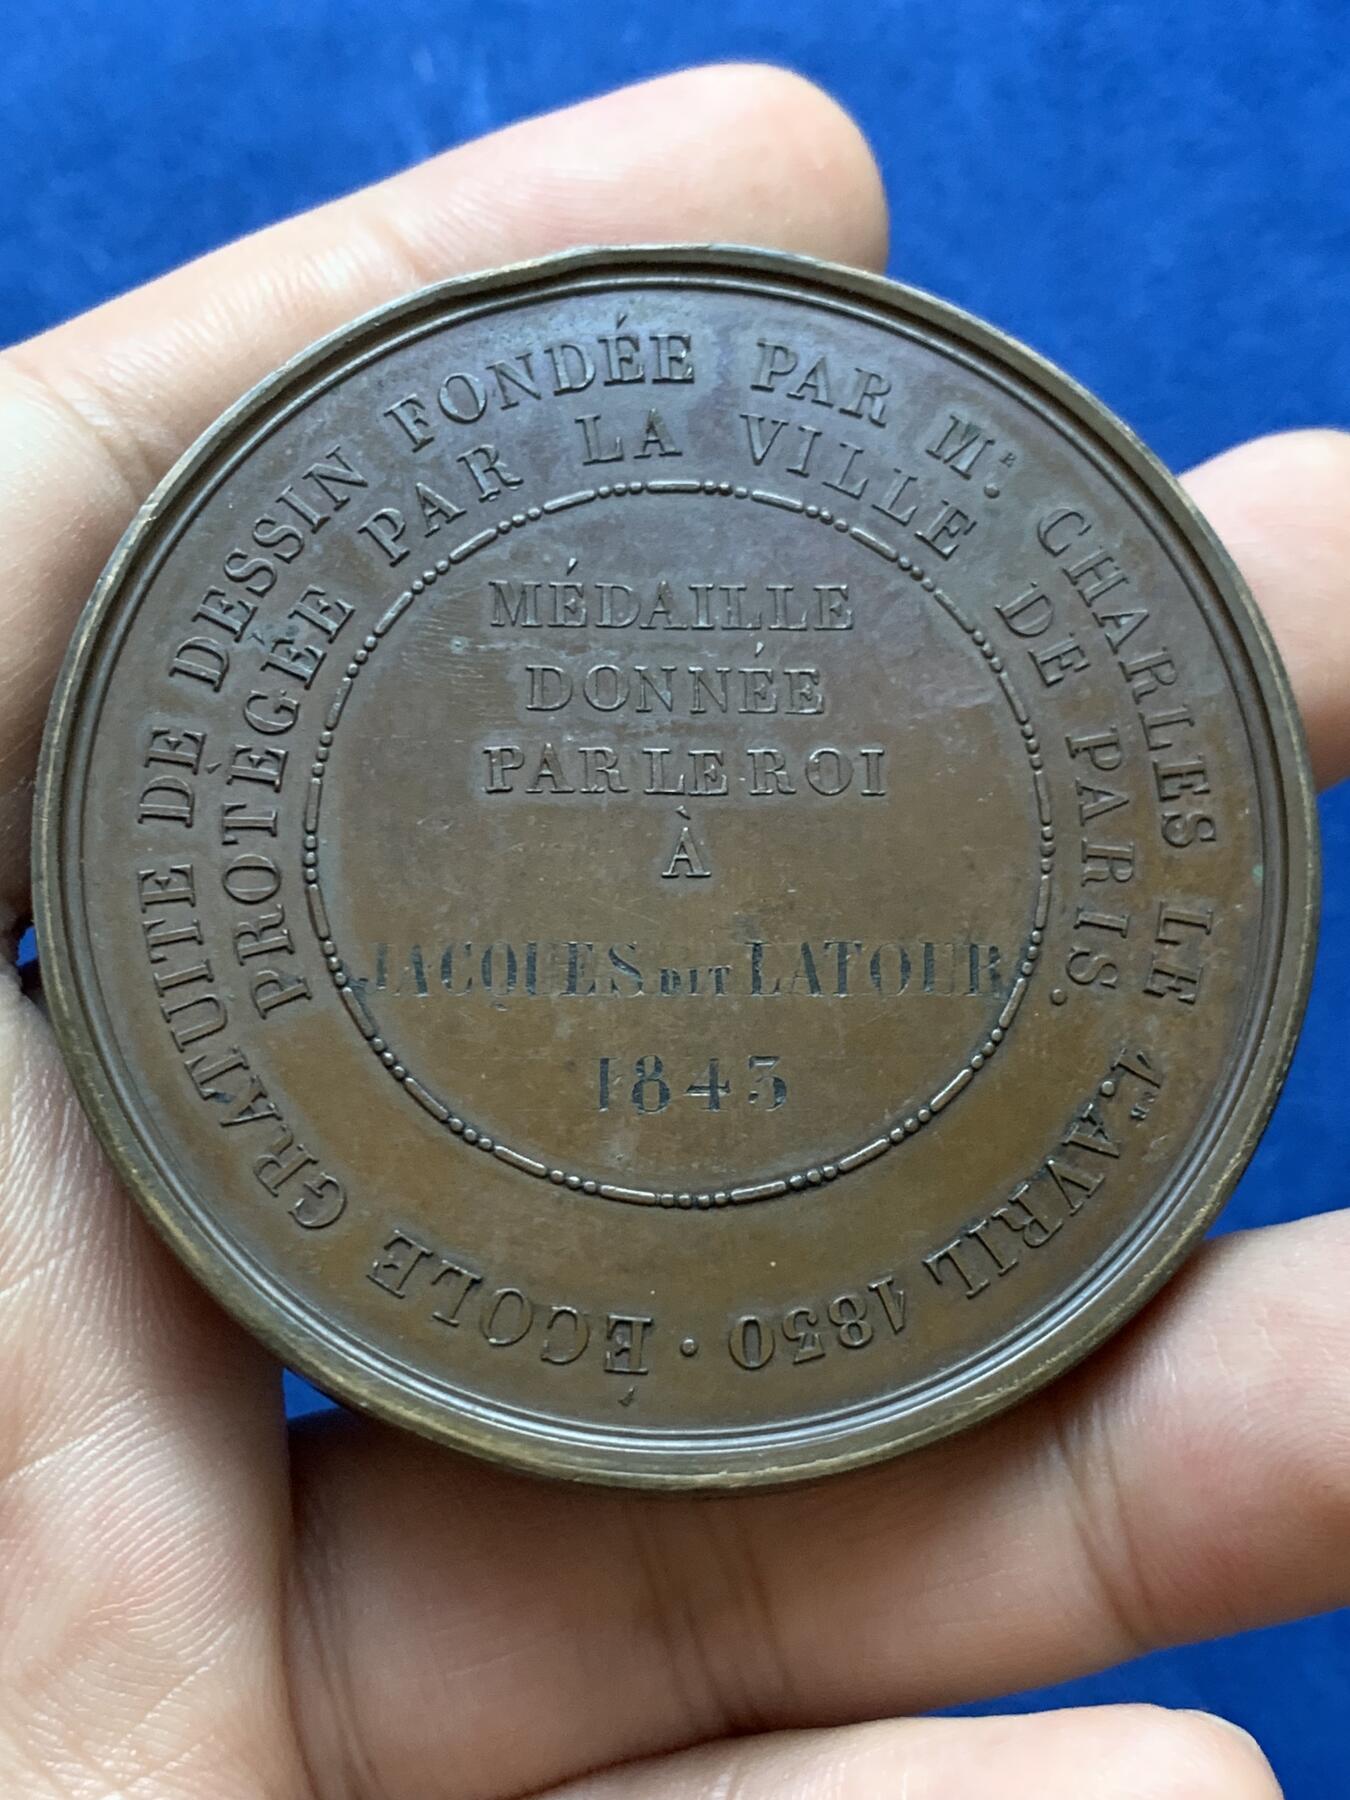 ÉCOLE GRATUITE DE DESSIN FONDÉE PAR MR. CHARLES LE 1ER. AVRIL 1830 ·
PROTÉGÉE PAR LA VILLE DE PARIS.
MÉDAILLE
DONNÉE
PAR LE ROI
À
JACQUES DIT LATOUR
1843